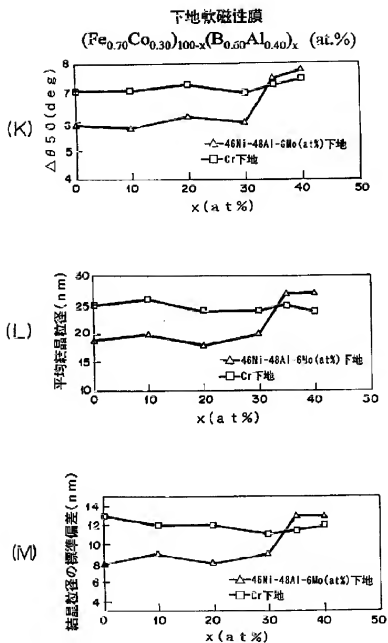 下地軟磁性膜
(Fe0.70Co0.30)100-x(B0.60Al0.40)x (at.%)
(K)
Δθ50(deg)
8
7
6
5
4
△ 46Ni-48Al-6Mo(at%)下地
□ Cr下地
0 10 20 30 40 50
x(at%)
(L)
平均結晶粒径(nm)
30
25
20
15
10
△ 46Ni-48Al-6Mo(at%)下地
□ Cr下地
0 10 20 30 40 50
x(at%)
(M)
結晶粒径の標準偏差(nm)
14
12
10
8
6
4
△ 46Ni-48Al-6Mo(at%)下地
□ Cr下地
0 10 20 30 40 50
x(at%)